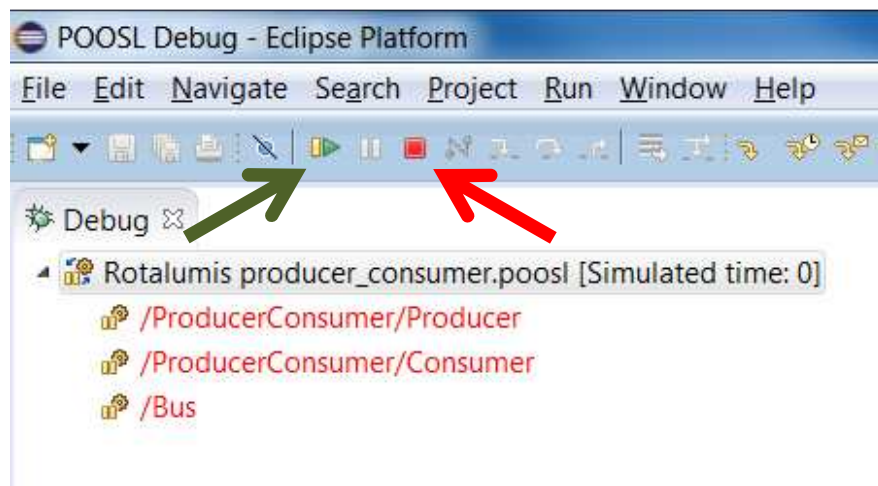 POOSL Debug - Eclipse Platform
File Edit Navigate Search Project Run Window Help
Debug
Rotalumis producer_consumer.poosl [Simulated time: 0]
/ProducerConsumer/Producer
/ProducerConsumer/Consumer
/Bus